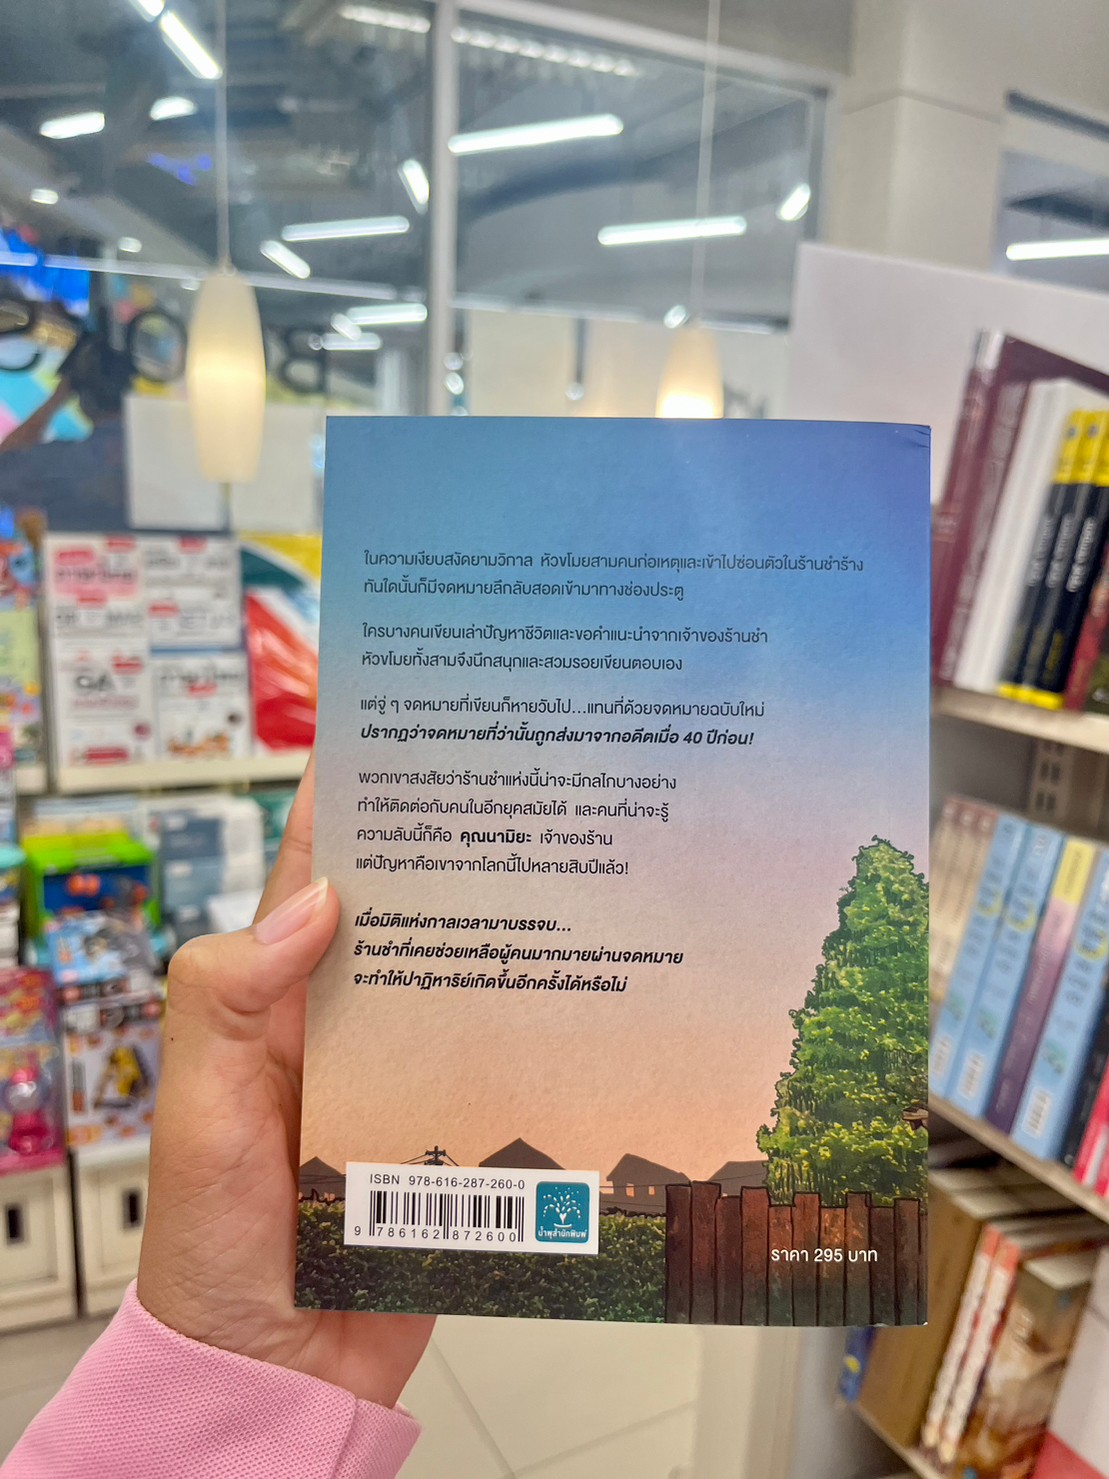 ในความเงียบสงัดยามวิกาล หัวขโมยสามคนก่อเหตุและเข้าไปซ่อนตัวในร้านชำร้าง
ทันใดนั้นก็มีจดหมายลึกลับสอดเข้ามาทางช่องประตู
ใครบางคนเขียนเล่าปัญหาชีวิตและขอคำแนะนำจากเจ้าของร้านชำ
หัวขโมยทั้งสามจึงนึกสนุกและสวมรอยเขียนตอบเอง
แต่จู่ ๆ จดหมายที่เขียนก็หายวับไป...แทนที่ด้วยจดหมายฉบับใหม่
ปรากฏว่าจดหมายที่ว่านั้นถูกส่งมาจากอดีตเมื่อ 40 ปีก่อน!
พวกเขาสงสัยว่าร้านชำแห่งนี้น่าจะมีกลไกบางอย่าง
ทำให้ติดต่อกับคนในอีกยุคสมัยได้ และคนที่น่าจะรู้
ความลับนี้ก็คือ คุณนามิยะ เจ้าของร้าน
แต่ปัญหาคือเขาจากโลกนี้ไปหลายสิบปีแล้ว!
เมื่อมิติแห่งกาลเวลามาบรรจบ...
ร้านชำที่เคยช่วยเหลือผู้คนมากมายผ่านจดหมาย
จะทำให้ปาฏิหาริย์เกิดขึ้นอีกครั้งได้หรือไม่
ISBN 978-616-287-260-0
9 786162 872600
น้ำพุสำนักพิมพ์
ราคา 295 บาท